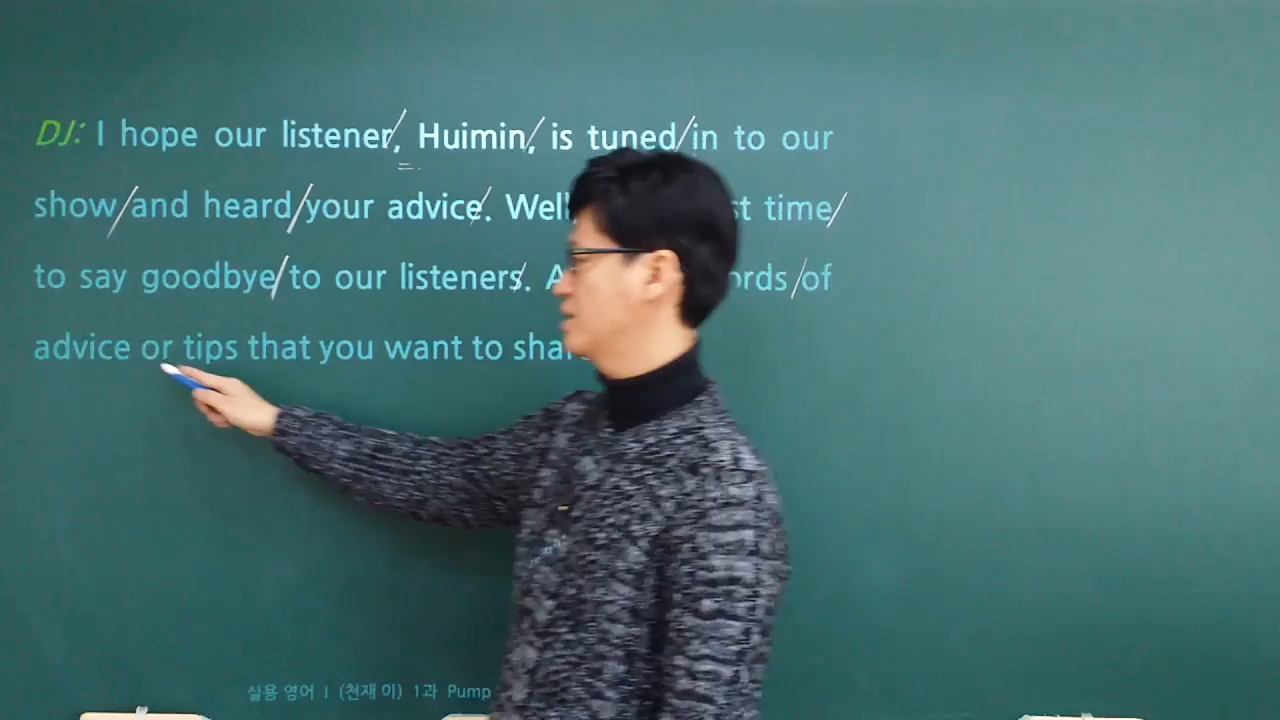 DJ: I hope our listener, Huimin, is tuned in to our
show and heard your advice. Well time
to say goodbye to our listeners. of
advice or tips that you want to
실용 영어 I (천재 이) 1과 Pump